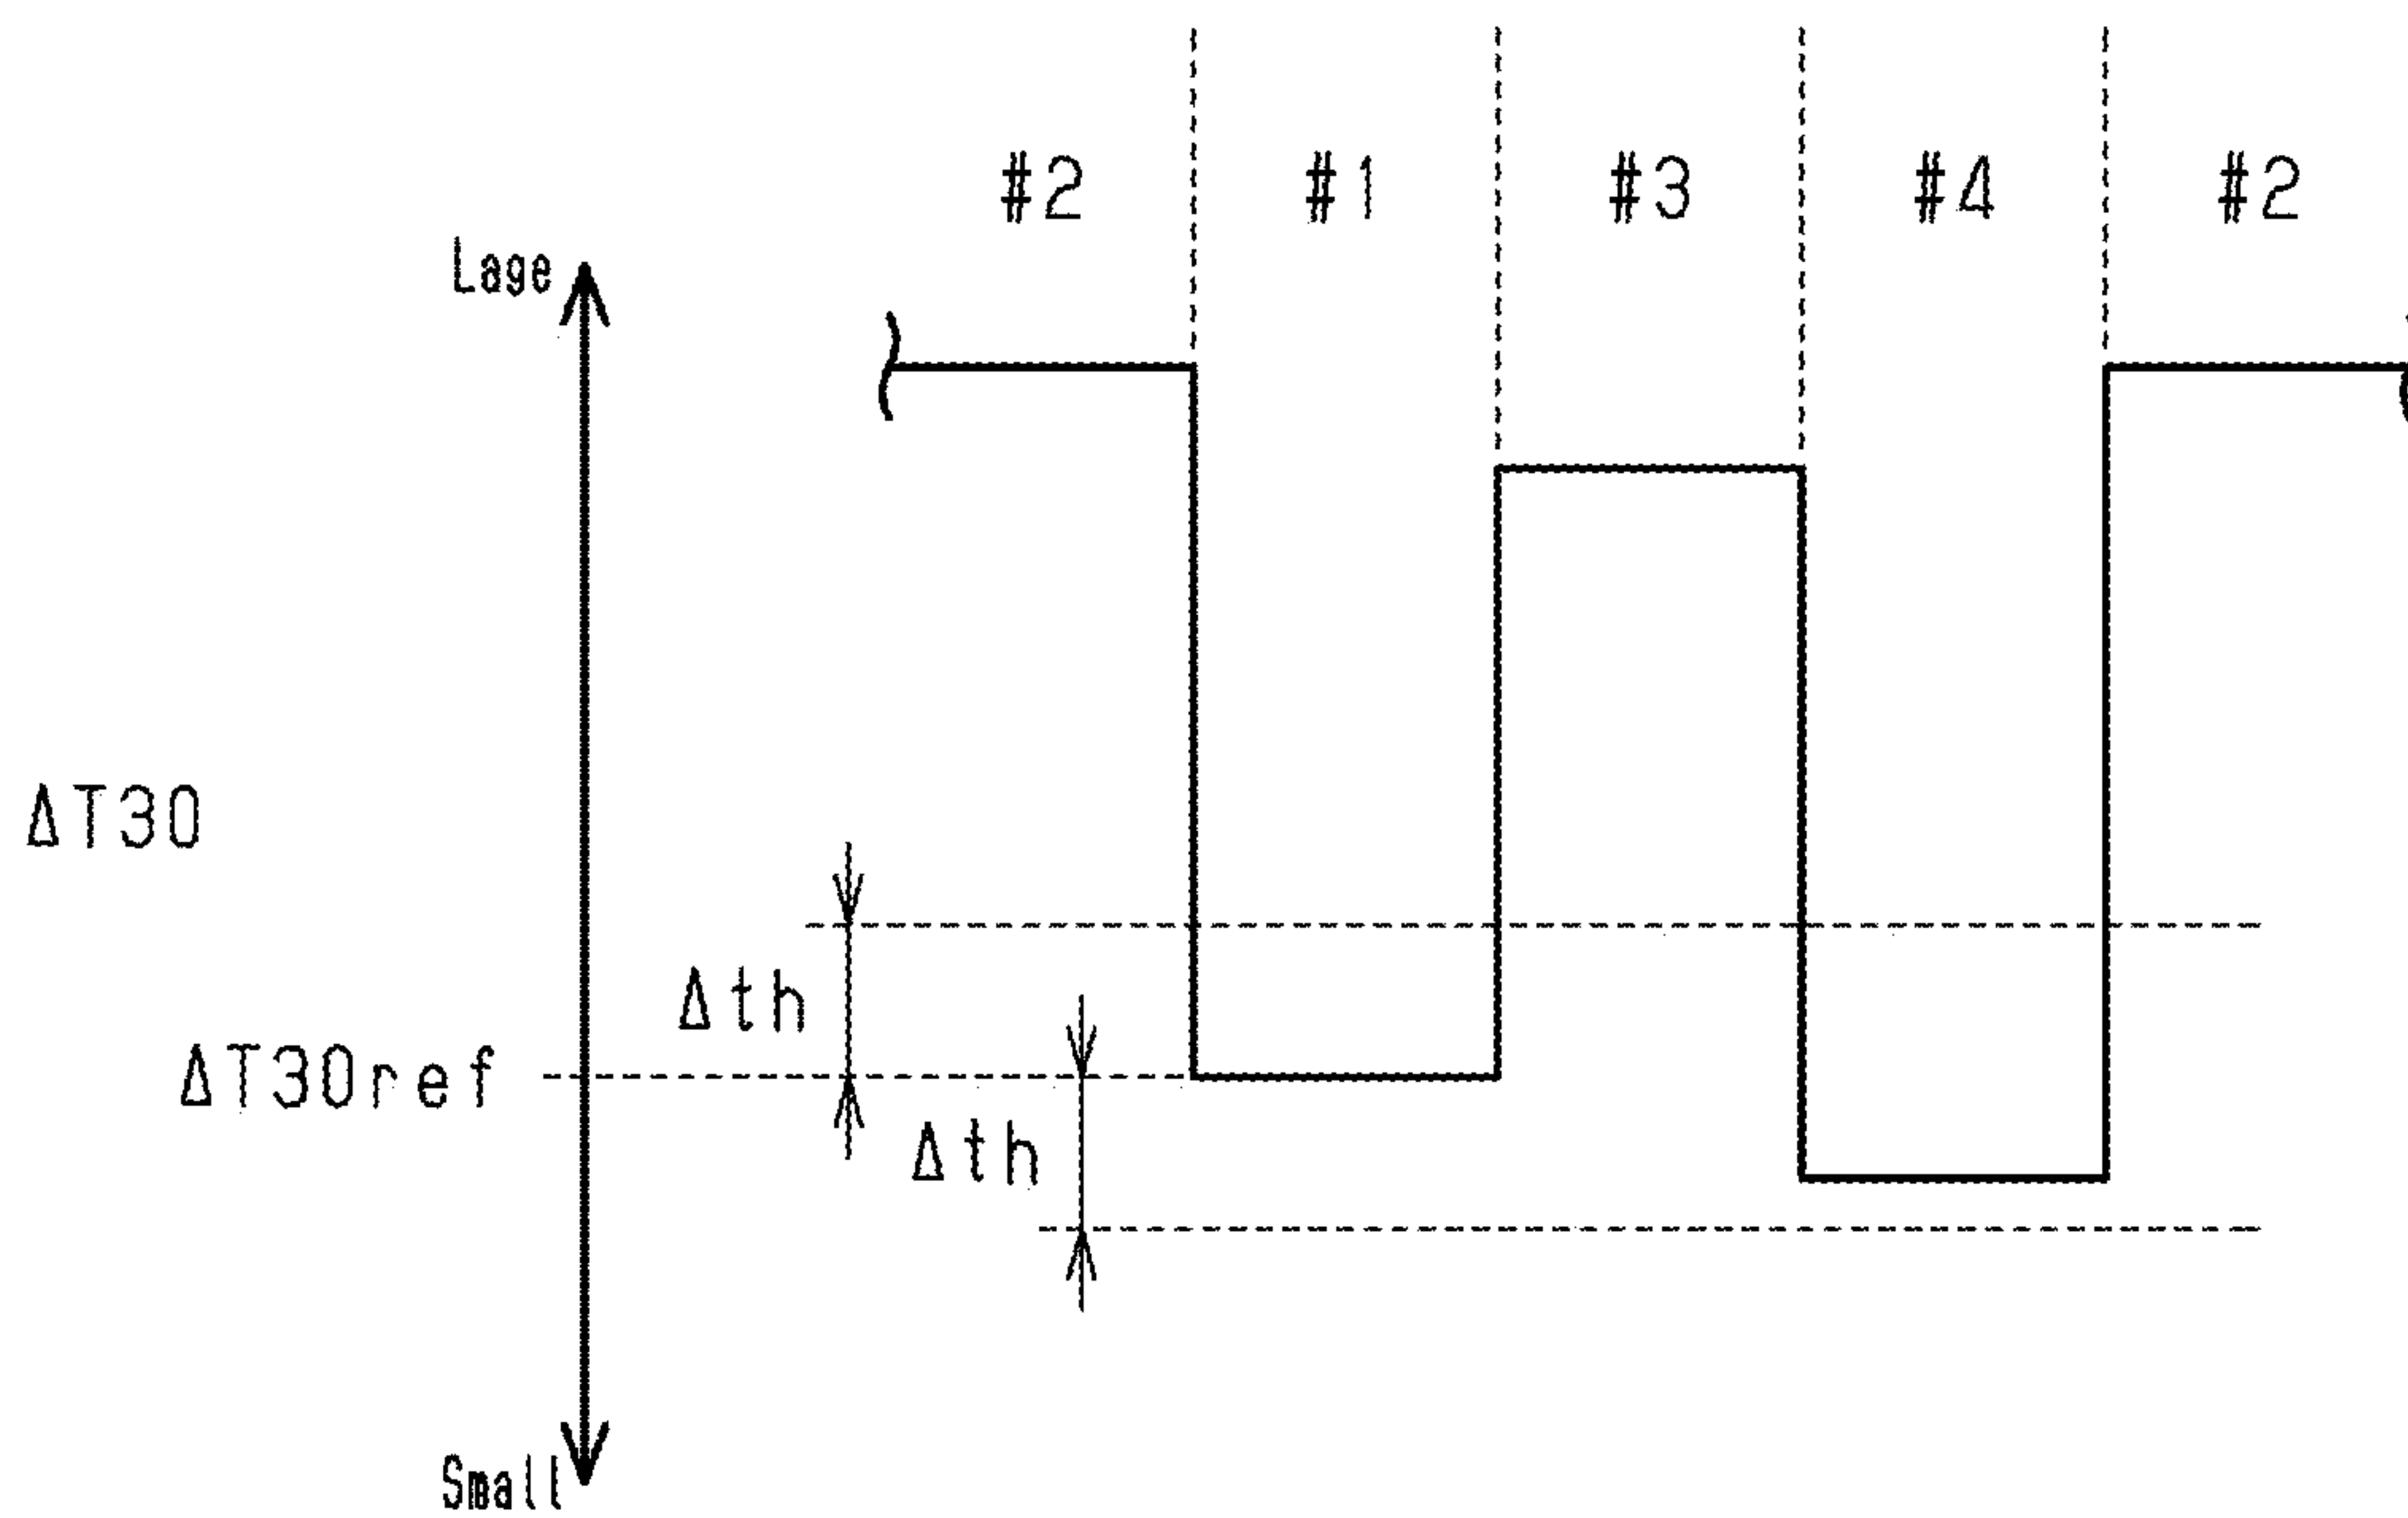 #2 #1 #3 #4 #2
Lage
ΔT30
Δth
ΔT30ref
Δth
Small